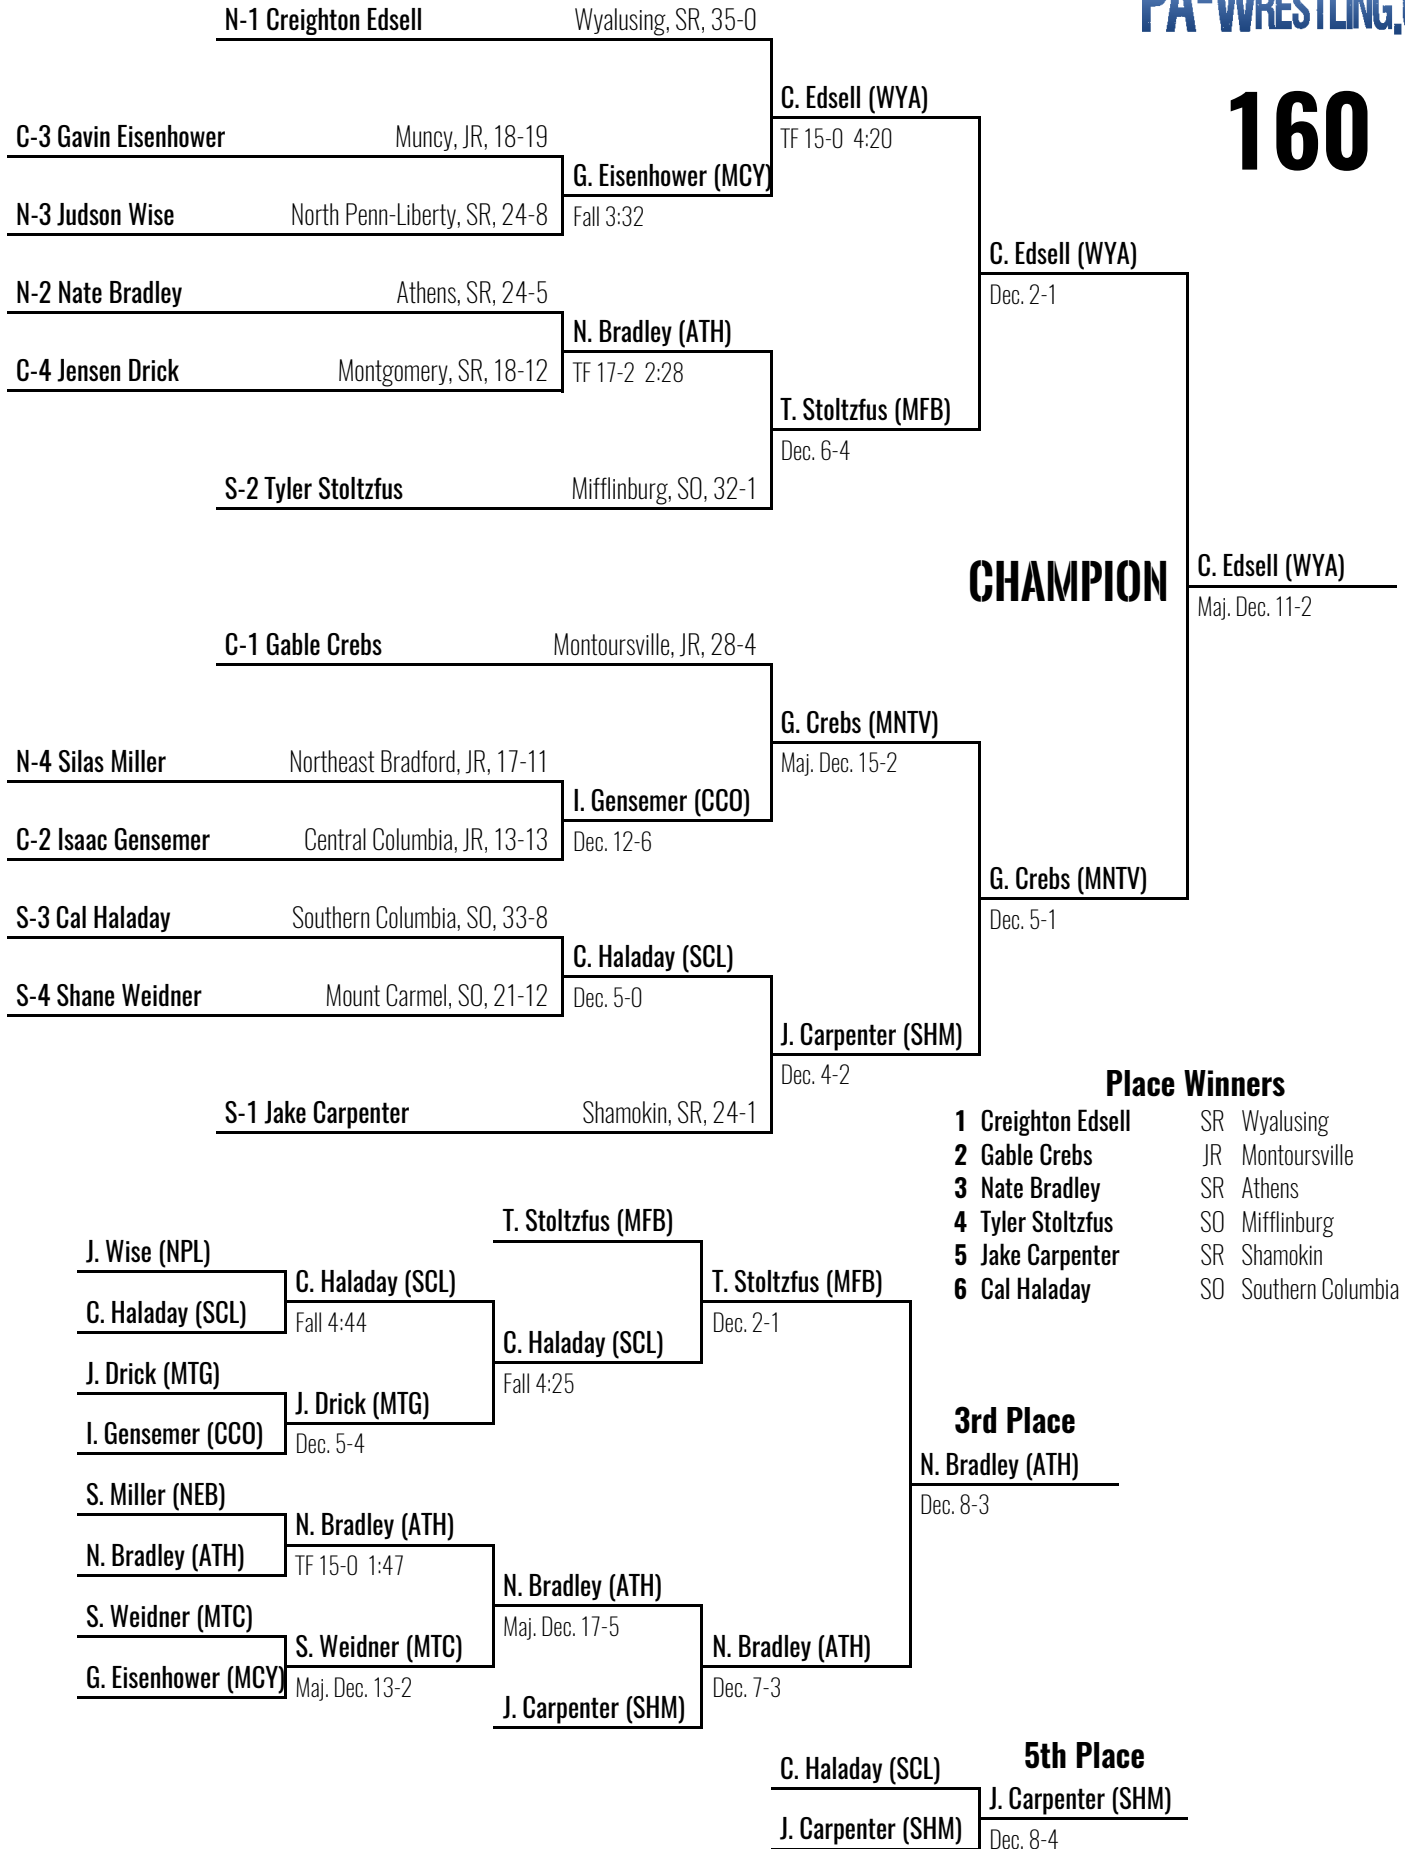 PA-WRESTLING.
160
N-1 Creighton Edsell Wyalusing, SR, 35-0
C. Edsell (WYA)
TF 15-0 4:20
C-3 Gavin Eisenhower Muncy, JR, 18-19
G. Eisenhower (MCY)
Fall 3:32
N-3 Judson Wise North Penn-Liberty, SR, 24-8
C. Edsell (WYA)
Dec. 2-1
N-2 Nate Bradley Athens, SR, 24-5
N. Bradley (ATH)
TF 17-2 2:28
C-4 Jensen Drick Montgomery, SR, 18-12
T. Stoltzfus (MFB)
Dec. 6-4
S-2 Tyler Stoltzfus Mifflinburg, SO, 32-1
CHAMPION
C. Edsell (WYA)
Maj. Dec. 11-2
C-1 Gable Crebs Montoursville, JR, 28-4
G. Crebs (MNTV)
Maj. Dec. 15-2
N-4 Silas Miller Northeast Bradford, JR, 17-11
I. Gensemer (CCO)
Dec. 12-6
C-2 Isaac Gensemer Central Columbia, JR, 13-13
G. Crebs (MNTV)
Dec. 5-1
S-3 Cal Haladay Southern Columbia, SO, 33-8
C. Haladay (SCL)
Dec. 5-0
S-4 Shane Weidner Mount Carmel, SO, 21-12
J. Carpenter (SHM)
Dec. 4-2
S-1 Jake Carpenter Shamokin, SR, 24-1
Place Winners
1 Creighton Edsell SR Wyalusing
2 Gable Crebs JR Montoursville
3 Nate Bradley SR Athens
4 Tyler Stoltzfus SO Mifflinburg
5 Jake Carpenter SR Shamokin
6 Cal Haladay SO Southern Columbia
T. Stoltzfus (MFB)
J. Wise (NPL)
C. Haladay (SCL)
Fall 4:44
C. Haladay (SCL)
T. Stoltzfus (MFB)
Dec. 2-1
C. Haladay (SCL)
Fall 4:25
J. Drick (MTG)
J. Drick (MTG)
Dec. 5-4
I. Gensemer (CCO)
3rd Place
N. Bradley (ATH)
Dec. 8-3
S. Miller (NEB)
N. Bradley (ATH)
TF 15-0 1:47
N. Bradley (ATH)
N. Bradley (ATH)
Maj. Dec. 17-5
S. Weidner (MTC)
S. Weidner (MTC)
Maj. Dec. 13-2
G. Eisenhower (MCY)
N. Bradley (ATH)
Dec. 7-3
J. Carpenter (SHM)
5th Place
C. Haladay (SCL)
J. Carpenter (SHM)
Dec. 8-4
J. Carpenter (SHM)